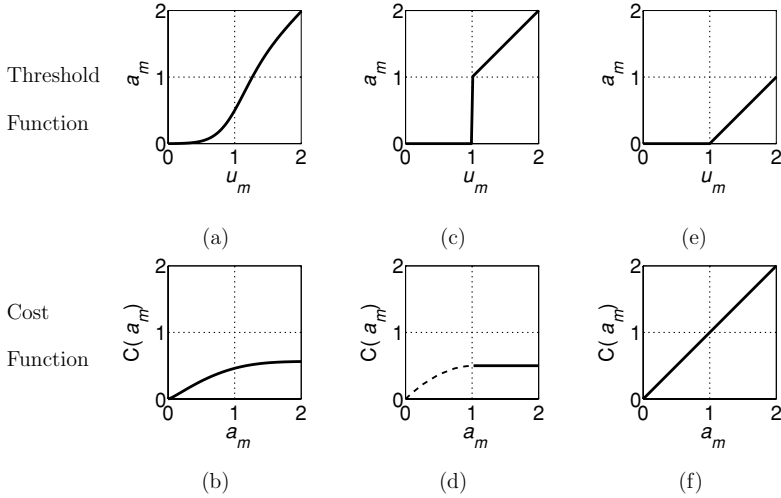 Threshold
Function
2
1
0
a_m
0 1 2
u_m
(a)
2
1
0
a_m
0 1 2
u_m
(c)
2
1
0
a_m
0 1 2
u_m
(e)
Cost
Function
2
1
0
C(a_m)
0 1 2
a_m
(b)
2
1
0
C(a_m)
0 1 2
a_m
(d)
2
1
0
C(a_m)
0 1 2
a_m
(f)